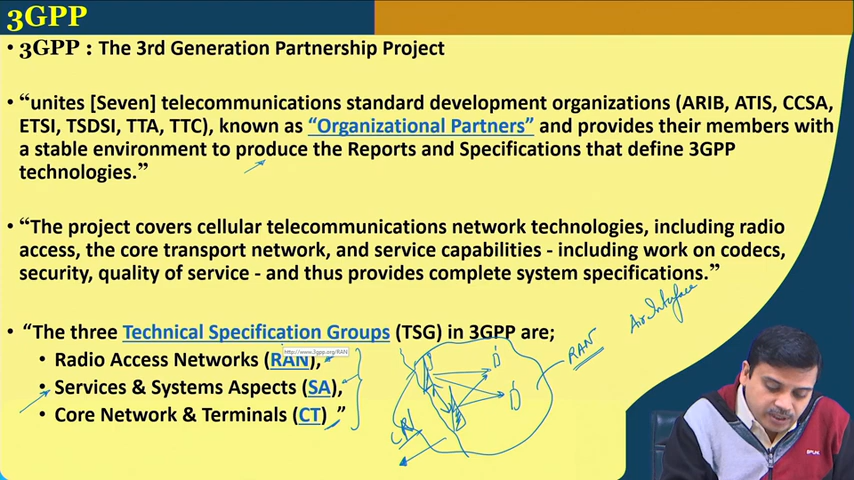 3GPP
• 3GPP : The 3rd Generation Partnership Project
• “unites [Seven] telecommunications standard development organizations (ARIB, ATIS, CCSA,
ETSI, TSDSI, TTA, TTC), known as “Organizational Partners” and provides their members with
a stable environment to produce the Reports and Specifications that define 3GPP
technologies.”
• “The project covers cellular telecommunications network technologies, including radio
access, the core transport network, and service capabilities - including work on codecs,
security, quality of service - and thus provides complete system specifications.”
• “The three Technical Specification Groups (TSG) in 3GPP are;
http://www.3gpp.org/RAN
• Radio Access Networks (RAN),
• Services & Systems Aspects (SA),
• Core Network & Terminals (CT) ,”
RAN
Air Interface